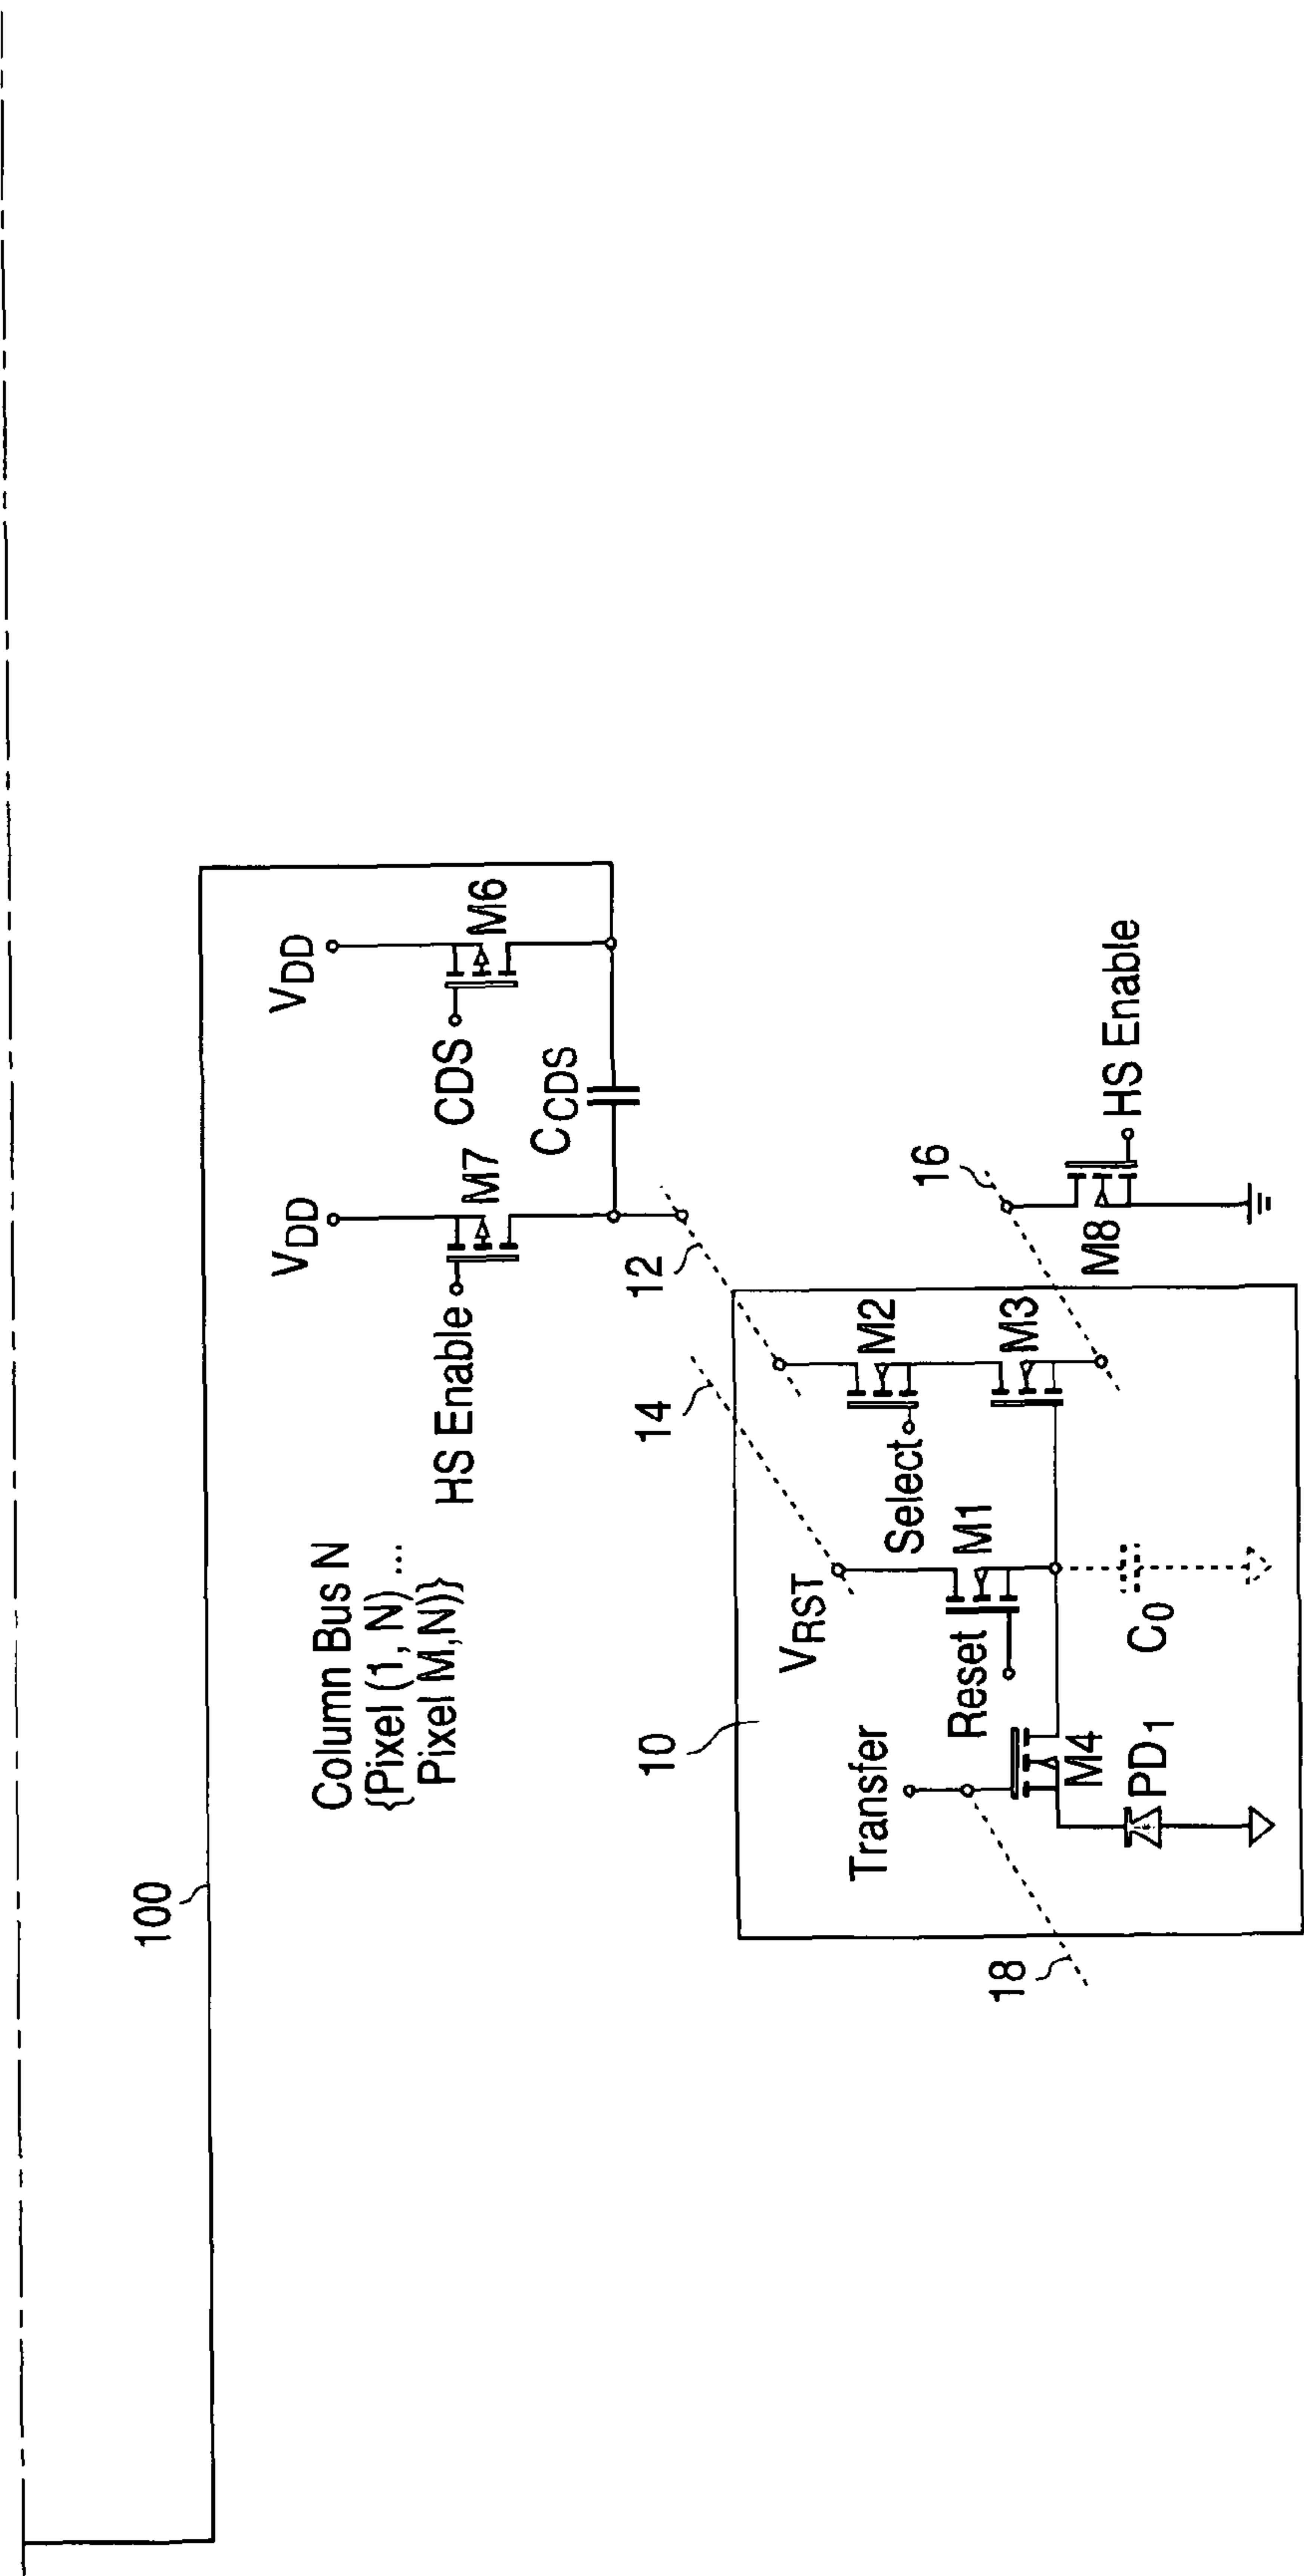 100
Column Bus N
{Pixel (1, N) ...
Pixel M,N)}
VDD
VDD
HS Enable
M7
CDS
M6
CCDS
12
14
10
16
Transfer
VRST
Select
M2
Reset
M1
M3
M4
PD1
C0
M8
HS Enable
18